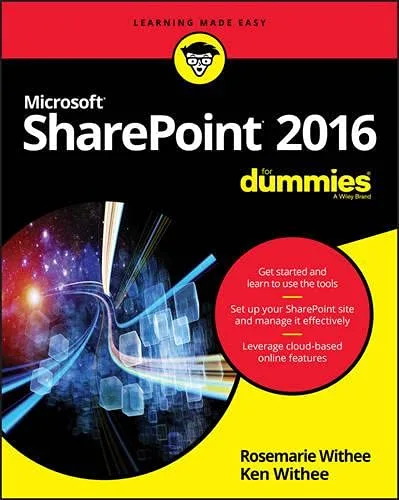 LEARNING MADE EASY
Microsoft®
SharePoint® 2016
for
dummies®
A Wiley Brand
Get started and
learn to use the tools
Set up your SharePoint site
and manage it effectively
Leverage cloud-based
online features
Rosemarie Withee
Ken Withee